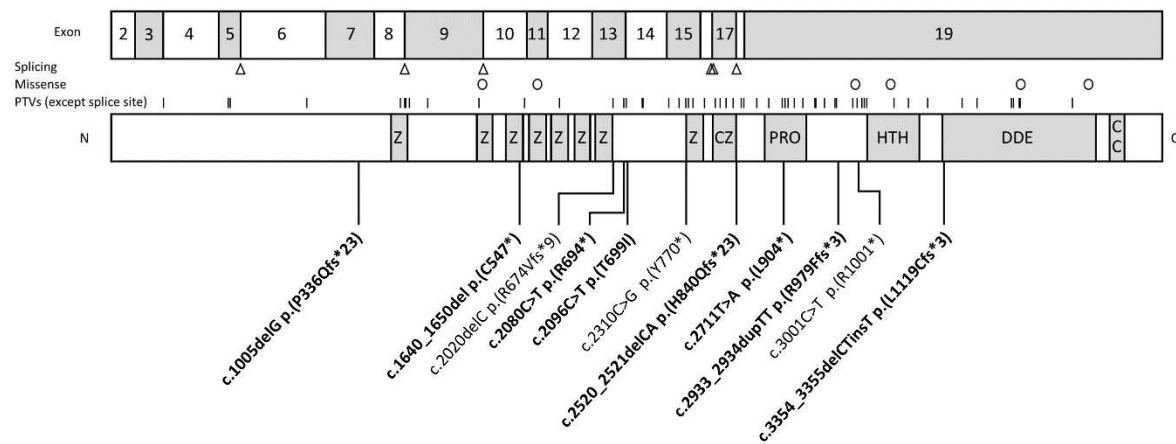 Exon 2 3 4 5 6 7 8 9 10 11 12 13 14 15 17 19
Splicing
Missense
PTVs (except splice site)
N Z Z Z Z Z Z Z Z CZ PRO HTH DDE C C C
c.1005delG p.(P336Qfs*23)
c.1640_1650del p.(C547*)
c.2020delC p.(R674Vfs*9)
c.2080C>T p.(R694*)
c.2096C>T p.(T699I)
c.2310C>G p.(Y770*)
c.2520_2521delCA p.(H840Qfs*23)
c.2711T>A p.(L904*)
c.2933_2934dupTT p.(R979Ffs*3)
c.3001C>T p.(R1001*)
c.3354_3355delCTinsT p.(L1119Cfs*3)